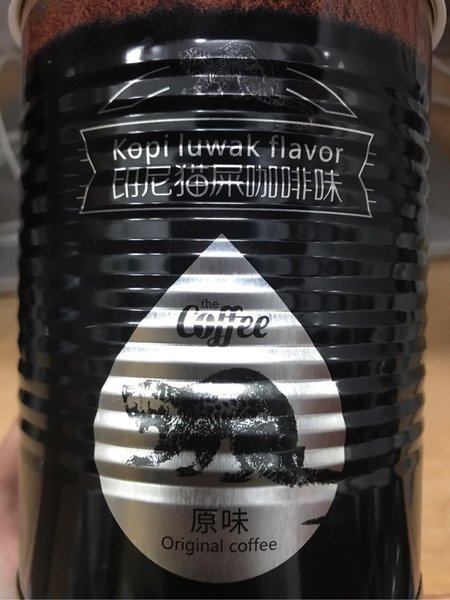 Kopi luwak flavor
印尼猫屎咖啡味
the
Coffee
原味
Original coffee